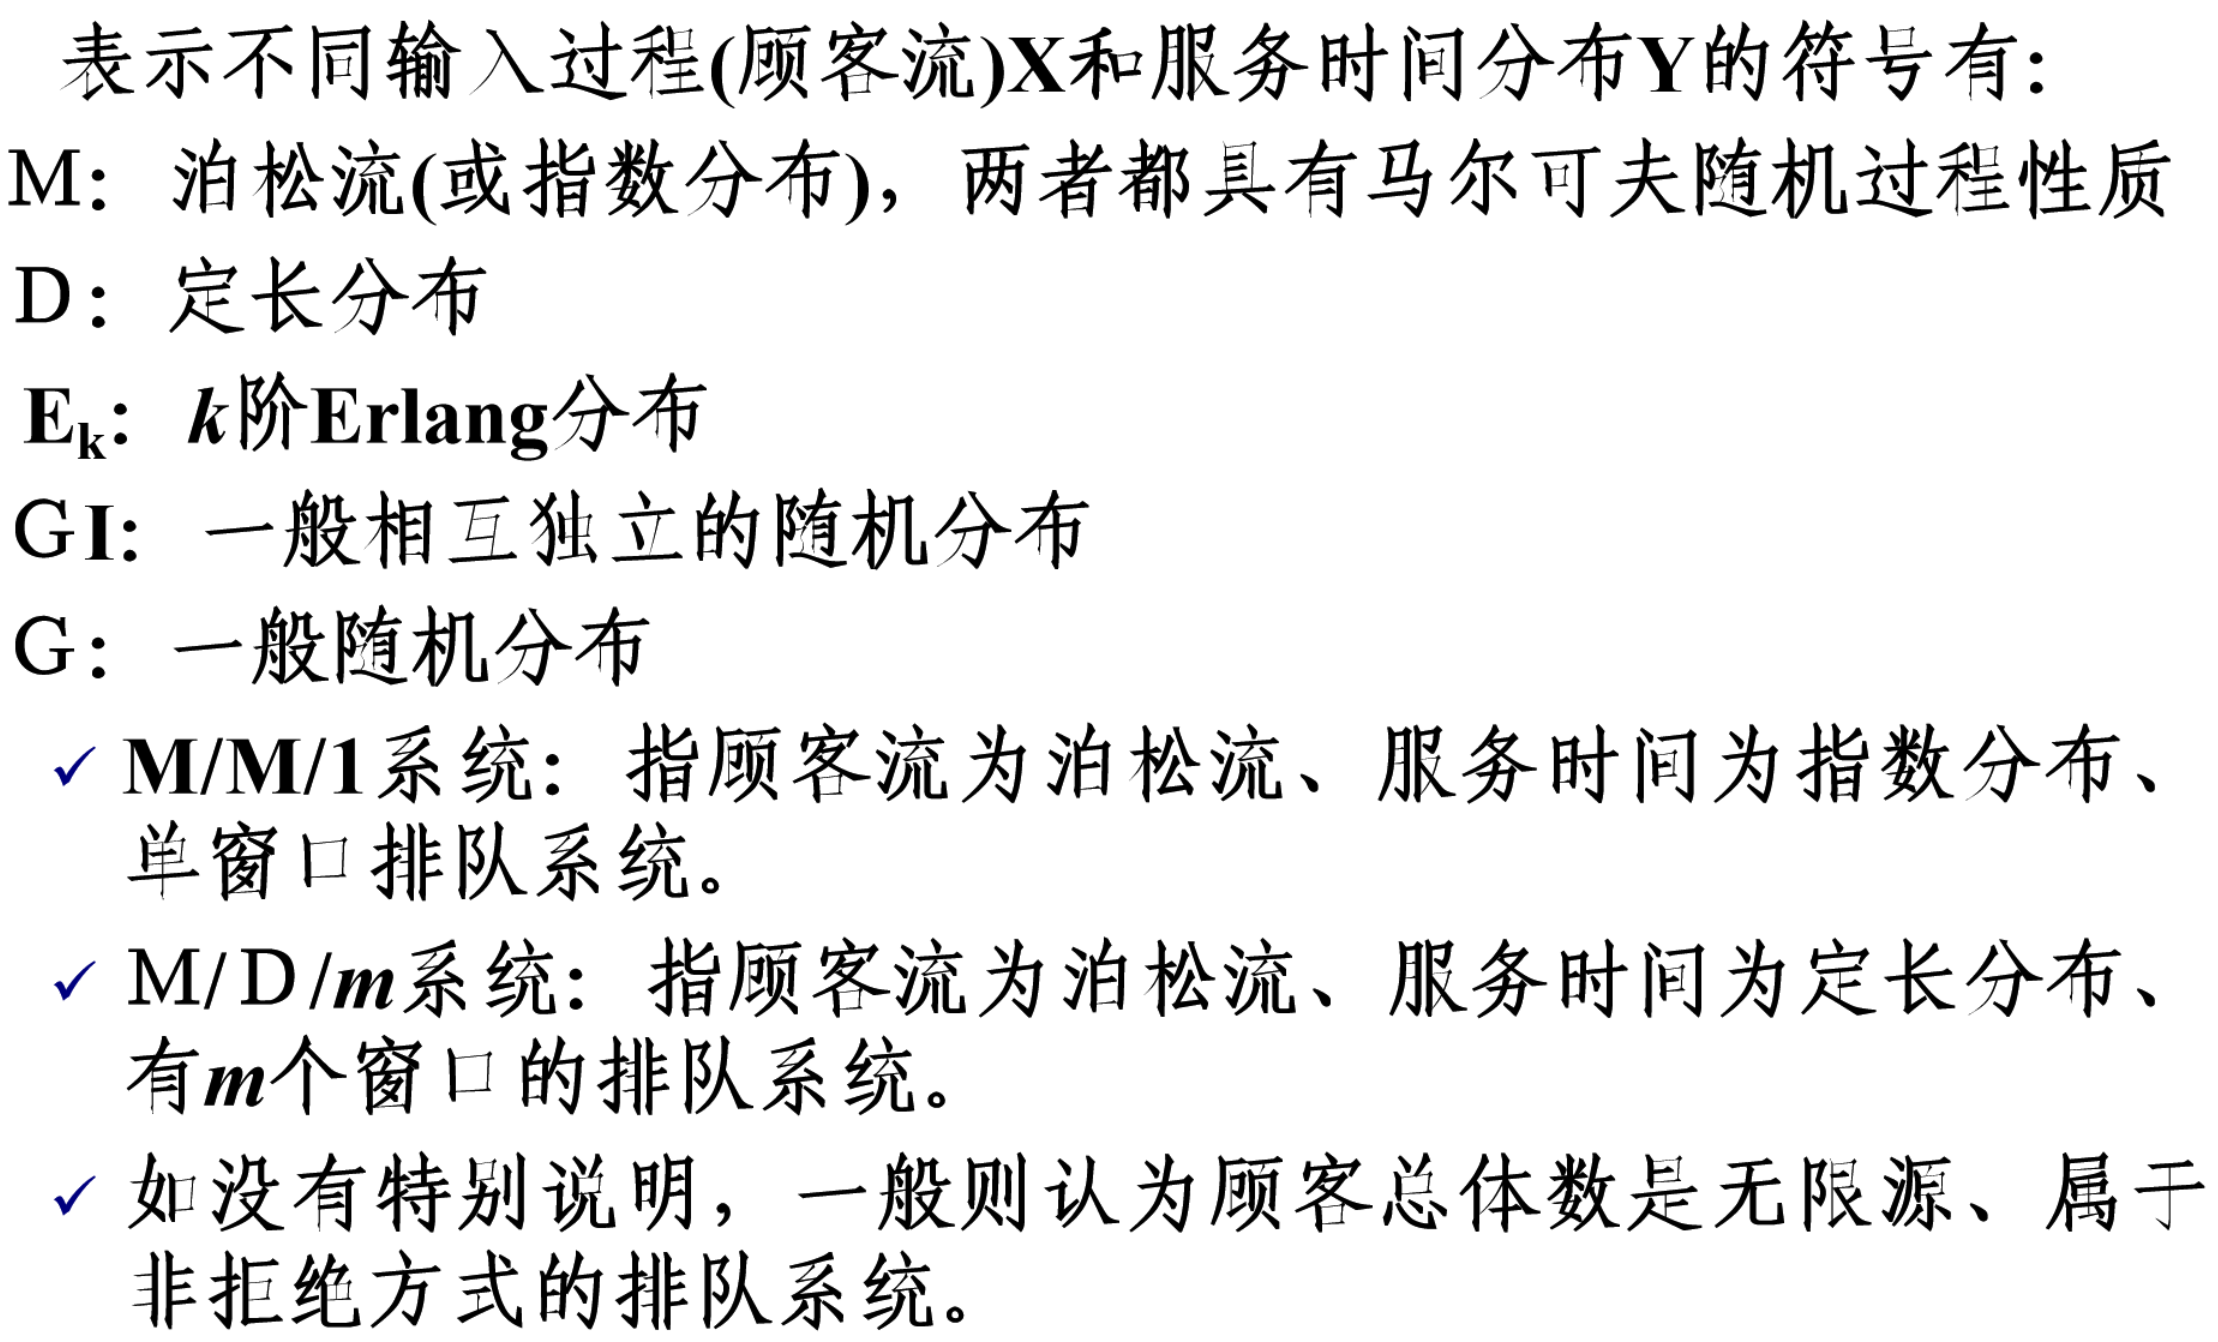 表示不同输入过程(顾客流)X和服务时间分布Y的符号有:
M: 泊松流(或指数分布), 两者都具有马尔可夫随机过程性质
D: 定长分布
Ek: k阶Erlang分布
GI: 一般相互独立的随机分布
G: 一般随机分布
✓ M/M/1系统: 指顾客流为泊松流、服务时间为指数分布、
单窗口排队系统。
✓ M/D/m系统: 指顾客流为泊松流、服务时间为定长分布、
有m个窗口的排队系统。
✓ 如没有特别说明, 一般则认为顾客总体数是无限源、属于
非拒绝方式的排队系统。